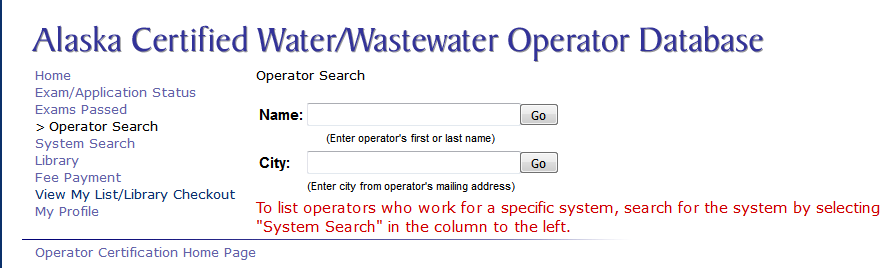 Alaska Certified Water/Wastewater Operator Database
Home
Exam/Application Status
Exams Passed
> Operator Search
System Search
Library
Fee Payment
View My List/Library Checkout
My Profile
Operator Search
Name: Go
(Enter operator's first or last name)
City: Go
(Enter city from operator's mailing address)
To list operators who work for a specific system, search for the system by selecting
"System Search" in the column to the left.
Operator Certification Home Page